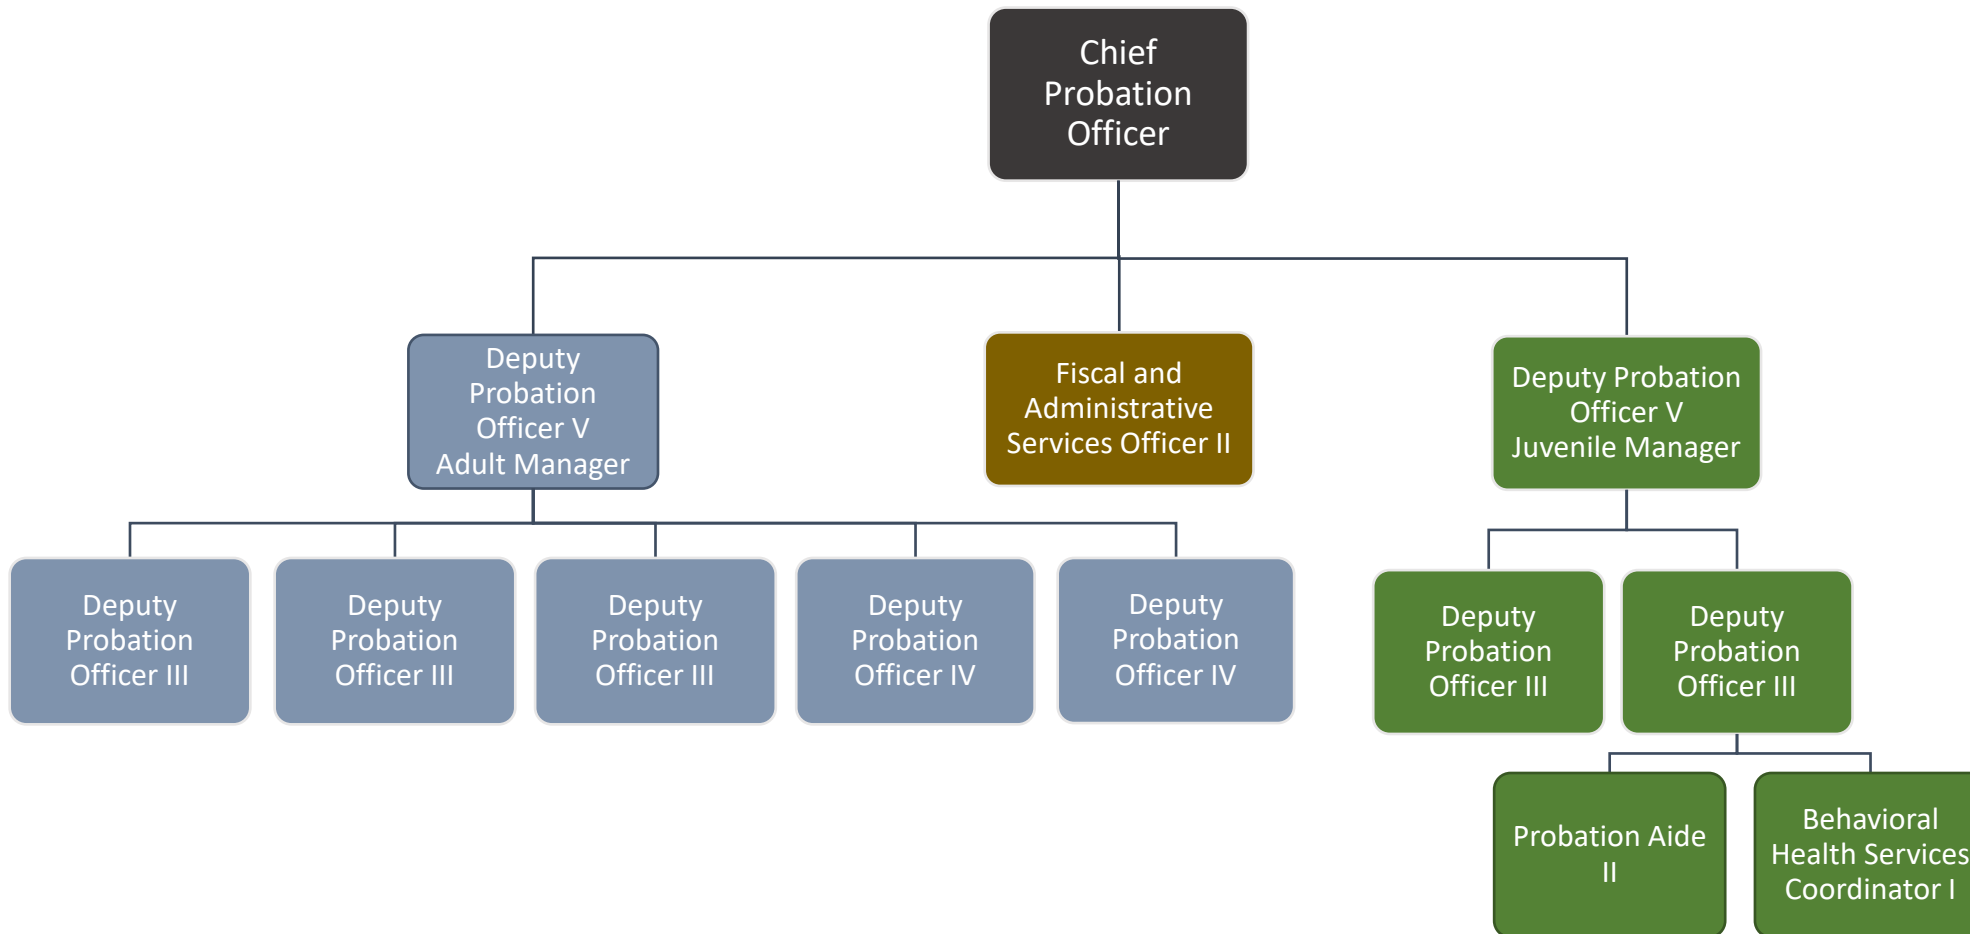 Chief
Probation
Officer
Deputy
Probation
Officer V
Adult Manager
Fiscal and
Administrative
Services Officer II
Deputy Probation
Officer V
Juvenile Manager
Deputy
Probation
Officer III
Deputy
Probation
Officer III
Deputy
Probation
Officer III
Deputy
Probation
Officer IV
Deputy
Probation
Officer IV
Deputy
Probation
Officer III
Deputy
Probation
Officer III
Probation Aide
II
Behavioral
Health Services
Coordinator I